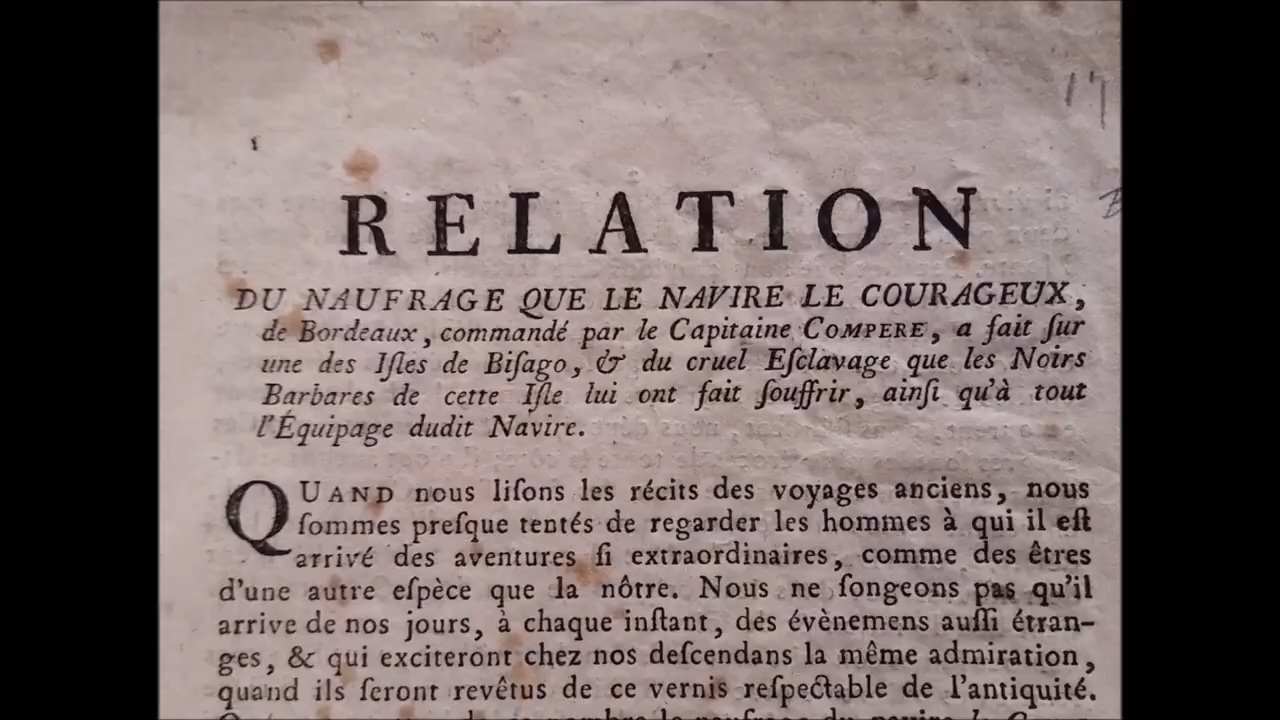 17
RELATION
DU NAUFRAGE QUE LE NAVIRE LE COURAGEUX,
de Bordeaux, commandé par le Capitaine COMPERE, a fait ſur
une des Iſles de Biſago, & du cruel Eſclavage que les Noirs
Barbares de cette Iſle lui ont fait ſouffrir, ainſi qu'à tout
l'Équipage dudit Navire.
QUAND nous liſons les récits des voyages anciens, nous
ſommes preſque tentés de regarder les hommes à qui il eſt
arrivé des aventures ſi extraordinaires, comme des êtres
d'une autre eſpèce que la nôtre. Nous ne ſongeons pas qu'il
arrive de nos jours, à chaque inſtant, des évènemens auſſi étran-
ges, & qui exciteront chez nos deſcendans la même admiration,
quand ils ſeront revêtus de ce vernis reſpectable de l'antiquité.